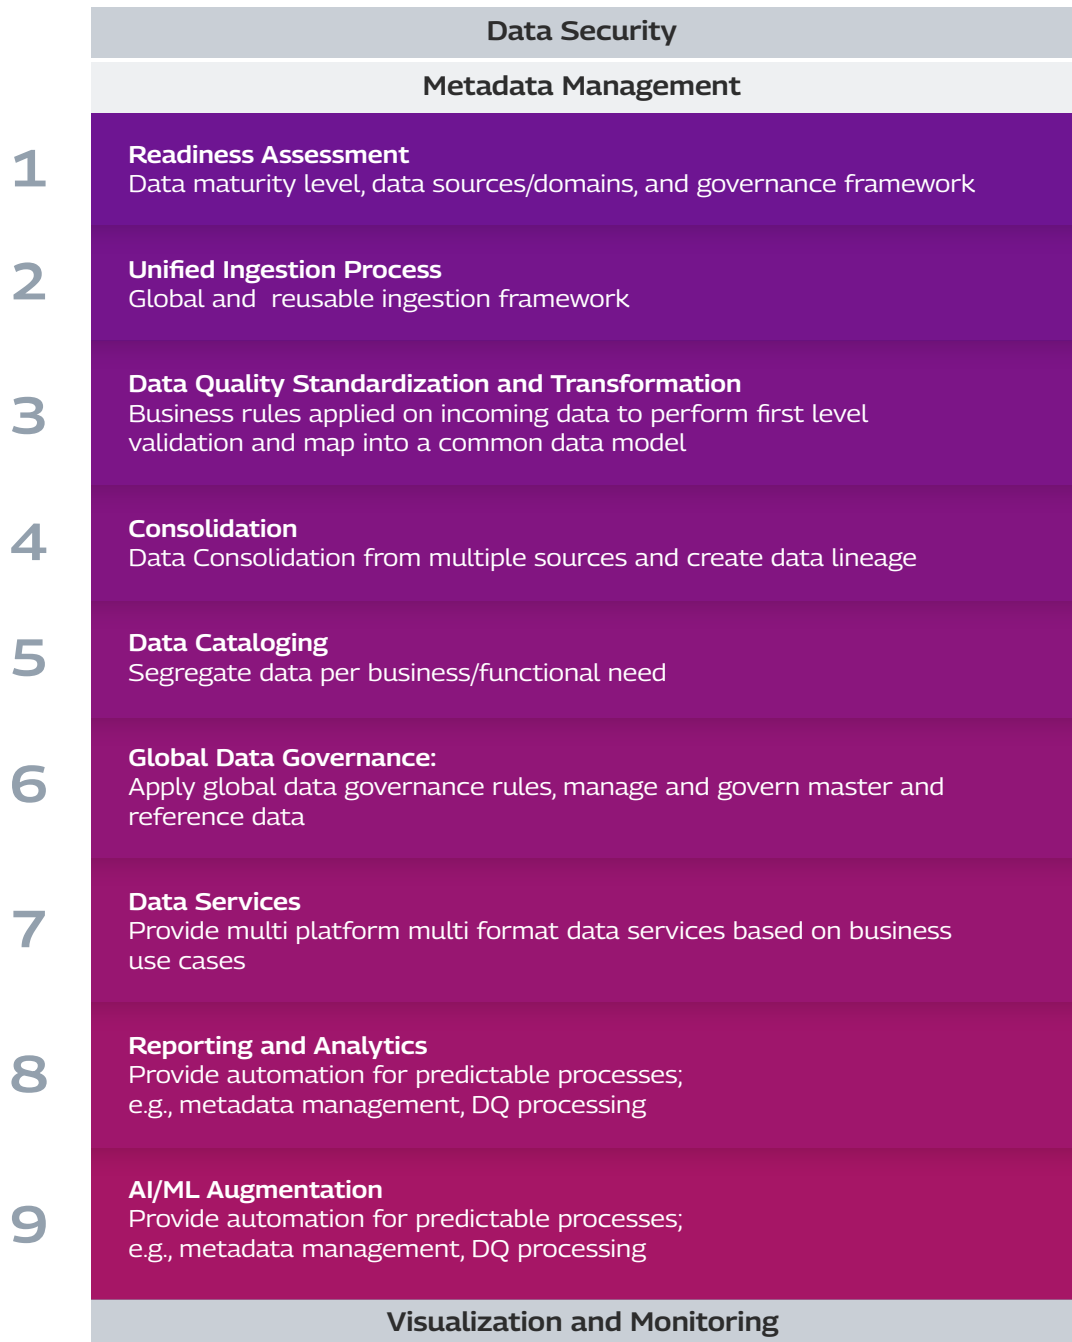 Data Security
Metadata Management
1
Readiness Assessment
Data maturity level, data sources/domains, and governance framework
2
Unified Ingestion Process
Global and  reusable ingestion framework
3
Data Quality Standardization and Transformation
Business rules applied on incoming data to perform first level
validation and map into a common data model
4
Consolidation
Data Consolidation from multiple sources and create data lineage
5
Data Cataloging
Segregate data per business/functional need
6
Global Data Governance:
Apply global data governance rules, manage and govern master and
reference data
7
Data Services
Provide multi platform multi format data services based on business
use cases
8
Reporting and Analytics
Provide automation for predictable processes;
e.g., metadata management, DQ processing
9
AI/ML Augmentation
Provide automation for predictable processes;
e.g., metadata management, DQ processing
Visualization and Monitoring